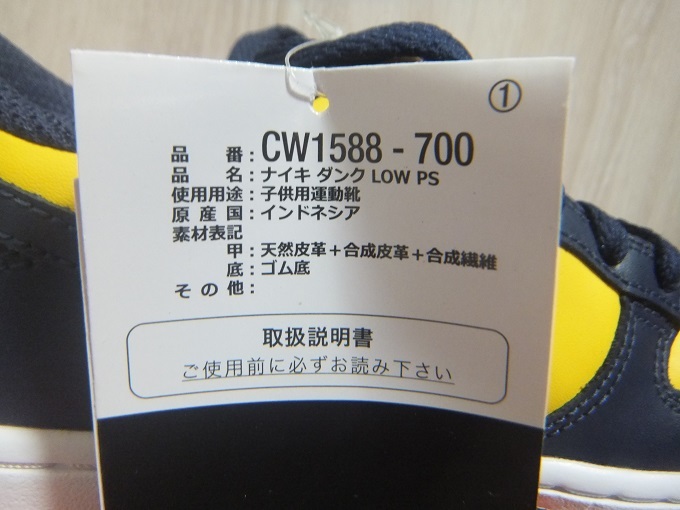 ①
品番:CW1588-700
品名:ナイキ ダンク LOW PS
使用用途:子供用運動靴
原産国:インドネシア
素材表記
甲:天然皮革+合成皮革+合成繊維
底:ゴム底
その他:
取扱説明書
ご使用前に必ずお読み下さい